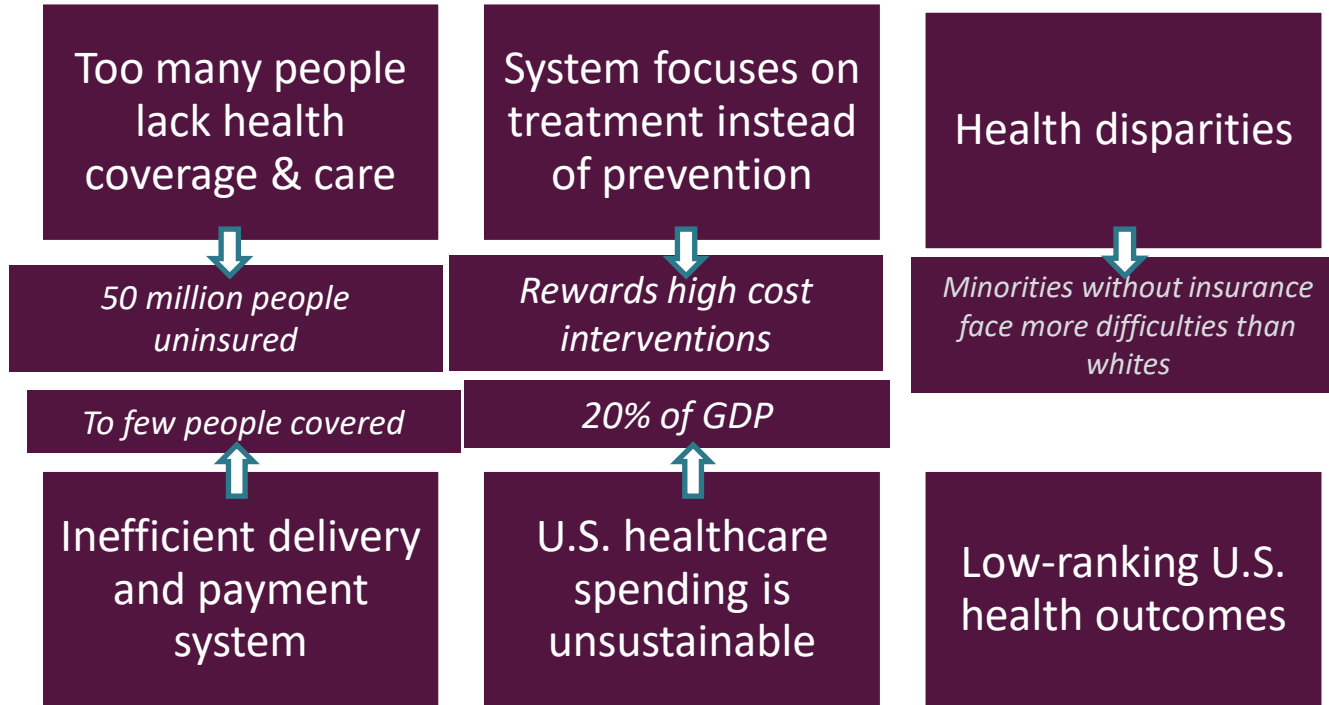 Too many people
lack health
coverage & care
50 million people
uninsured
System focuses on
treatment instead
of prevention
Rewards high cost
interventions
Health disparities
Minorities without insurance
face more difficulties than
whites
To few people covered
Inefficient delivery
and payment
system
20% of GDP
U.S. healthcare
spending is
unsustainable
Low-ranking U.S.
health outcomes